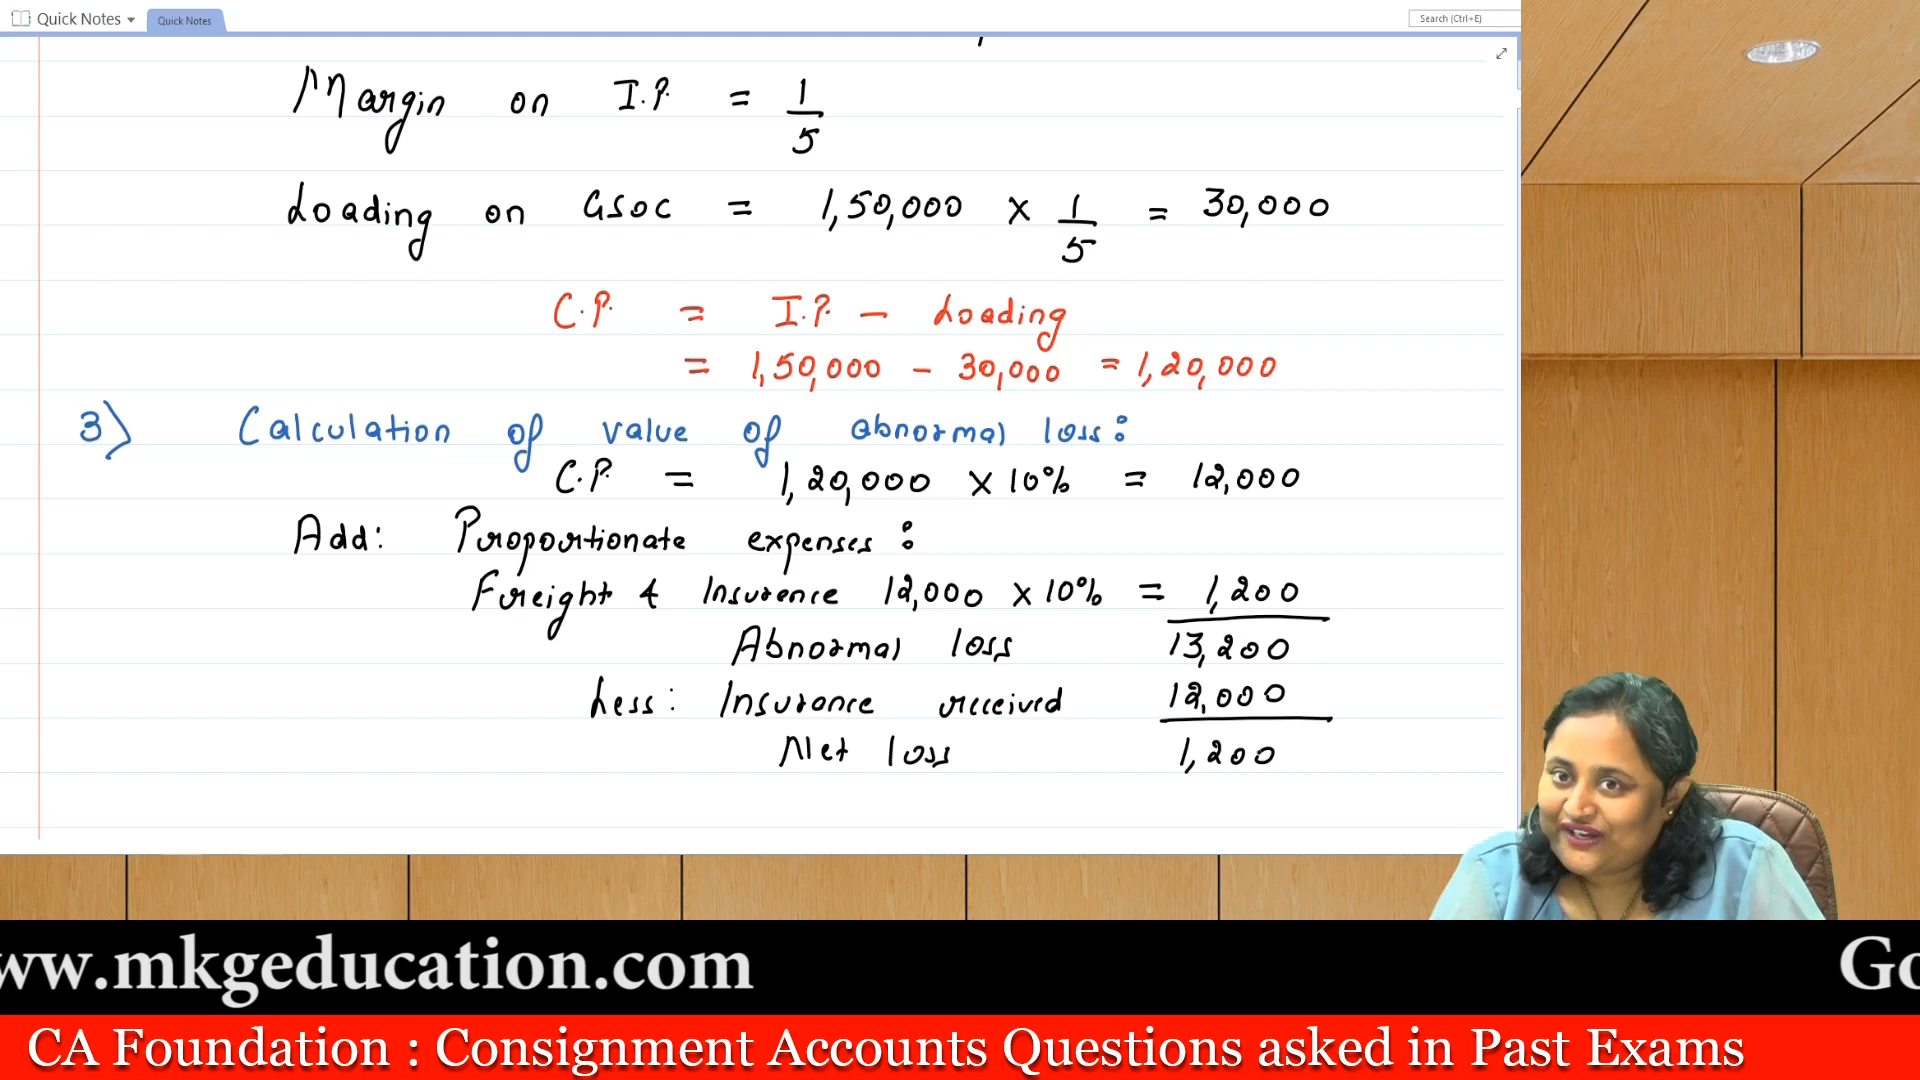 Quick Notes
Quick Notes
Search (Ctrl+E)
Margin on I.P. = 1/5
Loading on GSOC = 1,50,000 × 1/5 = 30,000
C.P. = I.P. - Loading
= 1,50,000 - 30,000 = 1,20,000
3) Calculation of value of abnormal loss:
C.P. = 1,20,000 × 10% = 12,000
Add: Proportionate expenses:
Freight & Insurance 12,000 × 10% = 1,200
Abnormal loss 13,200
Less: Insurance received 12,000
Net loss 1,200
ww.mkgeducation.com
Go
CA Foundation : Consignment Accounts Questions asked in Past Exams